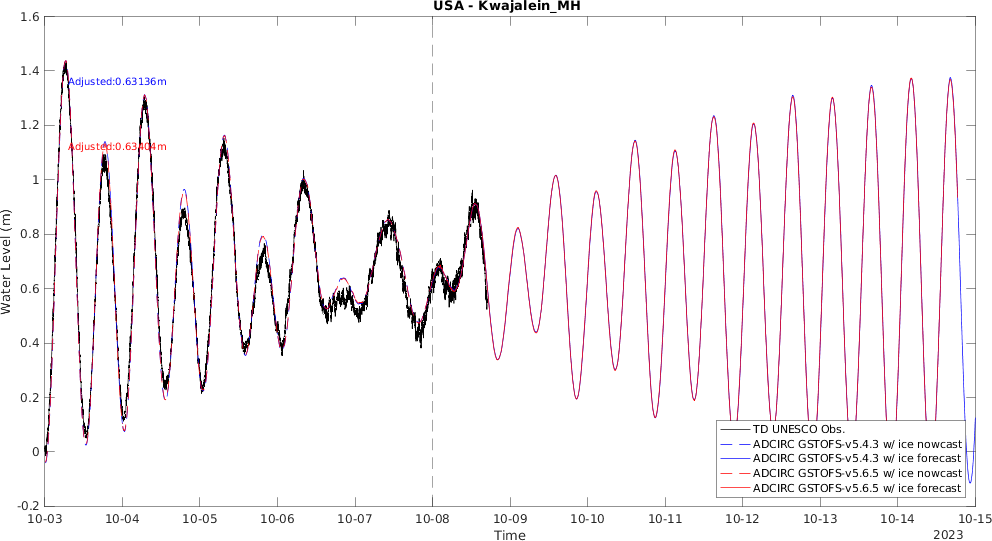 USA - Kwajalein_MH
1.6
1.4
1.2
1
0.8
0.6
0.4
0.2
0
-0.2
Water Level (m)
Adjusted:0.63136m
Adjusted:0.63404m
TD UNESCO Obs.
ADCIRC GSTOFS-v5.4.3 w/ ice nowcast
ADCIRC GSTOFS-v5.4.3 w/ ice forecast
ADCIRC GSTOFS-v5.6.5 w/ ice nowcast
ADCIRC GSTOFS-v5.6.5 w/ ice forecast
10-03 10-04 10-05 10-06 10-07 10-08 10-09 10-10 10-11 10-12 10-13 10-14 10-15
Time
2023